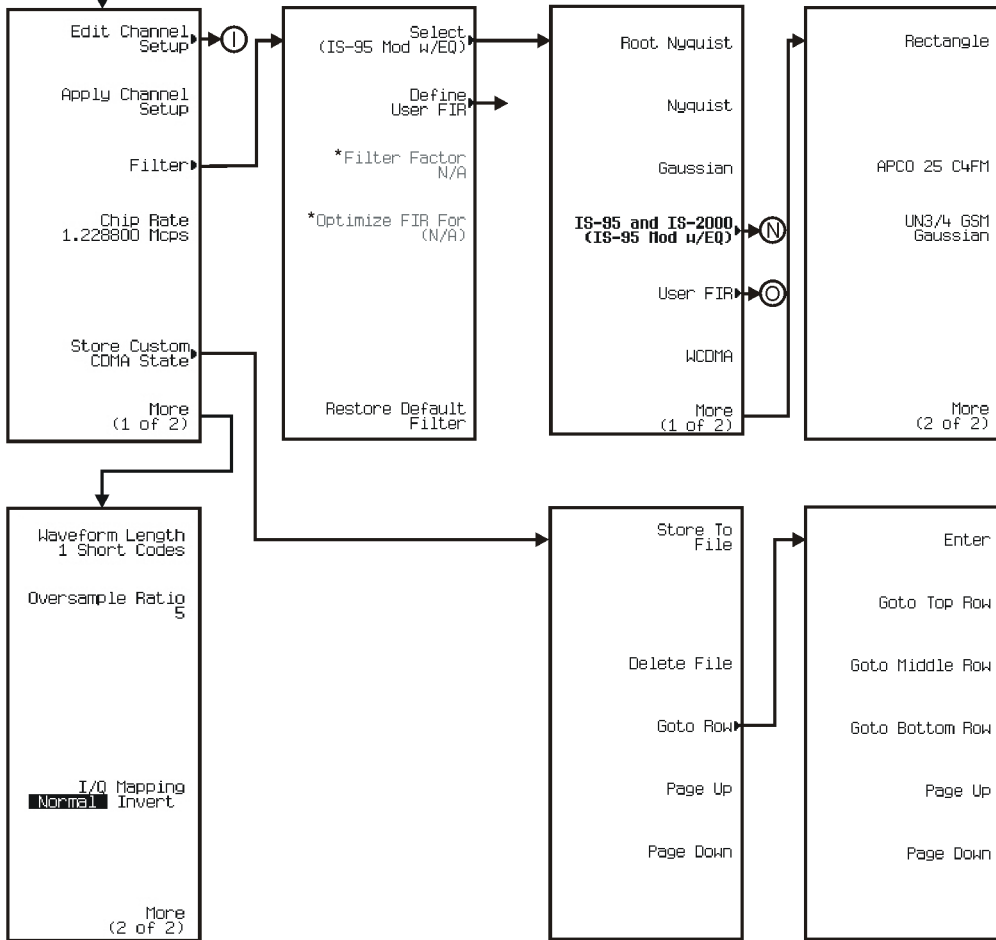 Edit Channel
Setup
I
Apply Channel
Setup
Filter
Chip Rate
1.228800 Mcps
Store Custom
CDMA State
More
(1 of 2)
Select
(IS-95 Mod w/EQ)
Define
User FIR
*Filter Factor
N/A
*Optimize FIR For
(N/A)
Restore Default
Filter
Root Nyquist
Nyquist
Gaussian
IS-95 and IS-2000
(IS-95 Mod w/EQ)
N
User FIR
O
WCDMA
More
(1 of 2)
Rectangle
APCO 25 C4FM
UN3/4 GSM
Gaussian
More
(2 of 2)
Waveform Length
1 Short Codes
Oversample Ratio
5
I/Q Mapping
Normal Invert
More
(2 of 2)
Store To
File
Delete File
Goto Row
Page Up
Page Down
Enter
Goto Top Row
Goto Middle Row
Goto Bottom Row
Page Up
Page Down